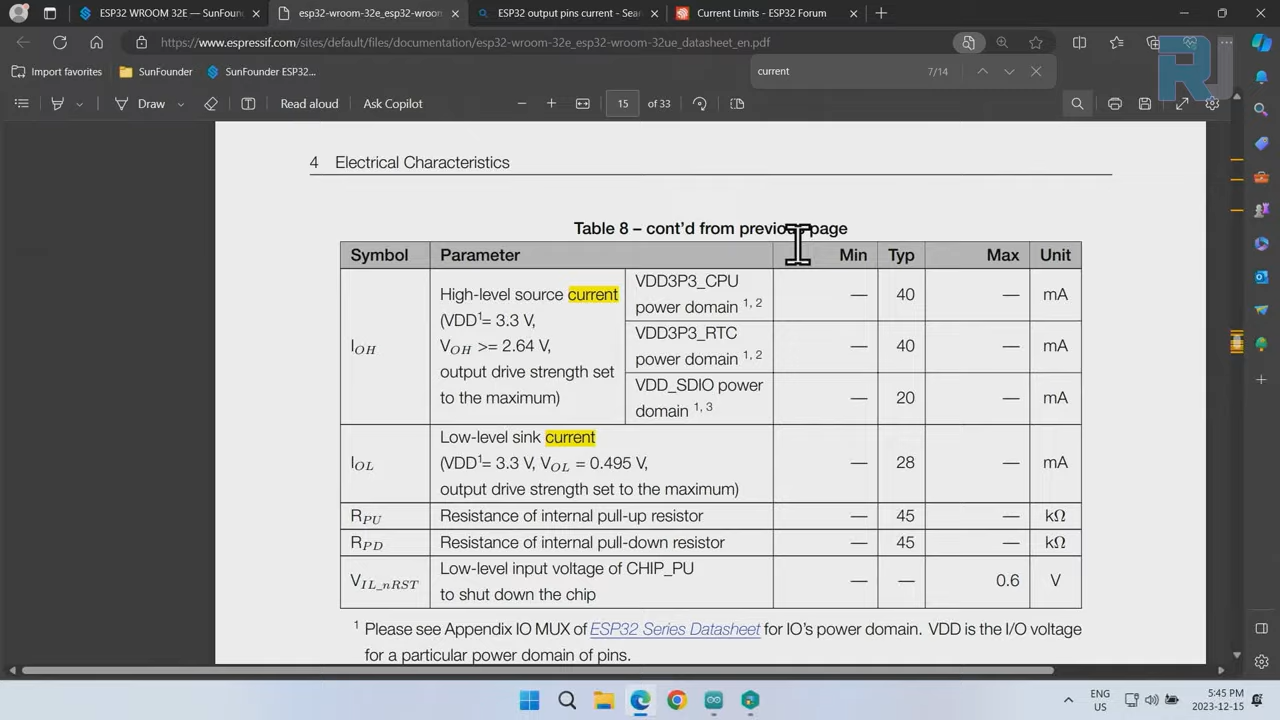 ESP32 WROOM 32E — SunFoun
esp32-wroom-32e_esp32-wroom
ESP32 output pins current - Sear
Current Limits - ESP32 Forum
https://www.espressif.com/sites/default/files/documentation/esp32-wroom-32e_esp32-wroom-32ue_datasheet_en.pdf
Import favorites
SunFounder
SunFounder ESP32...
current
7/14
RJ
Draw
Read aloud
Ask Copilot
15
of 33
4 Electrical Characteristics
Table 8 – cont'd from previous page
Symbol Parameter Min Typ Max Unit
IOH
High-level source current
(VDD1= 3.3 V,
VOH >= 2.64 V,
output drive strength set
to the maximum)
VDD3P3_CPU
power domain 1, 2
— 40 — mA
VDD3P3_RTC
power domain 1, 2
— 40 — mA
VDD_SDIO power
domain 1, 3
— 20 — mA
IOL
Low-level sink current
(VDD1= 3.3 V, VOL = 0.495 V,
output drive strength set to the maximum)
— 28 — mA
RPU Resistance of internal pull-up resistor — 45 — kΩ
RPD Resistance of internal pull-down resistor — 45 — kΩ
VIL_nRST
Low-level input voltage of CHIP_PU
to shut down the chip
— — 0.6 V
1 Please see Appendix IO MUX of ESP32 Series Datasheet for IO's power domain. VDD is the I/O voltage
for a particular power domain of pins.
ENG
US
5:45 PM
2023-12-15